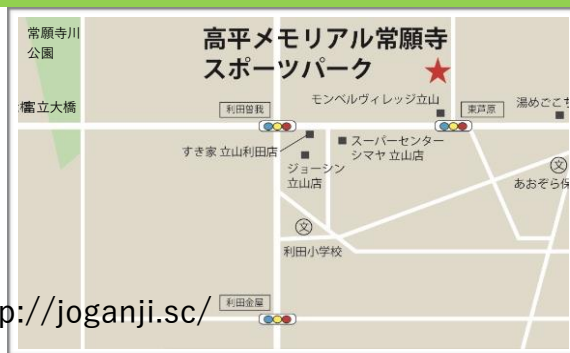 常願寺川
公園
高平メモリアル常願寺
スポーツパーク
富立大橋
利田曽我
モンベルヴィレッジ立山
東芦原
湯めごこち
すき家 立山利田店
スーパーセンター
シマヤ 立山店
ジョーシン
立山店
文
あおぞら保
文
利田小学校
利田金屋
p://joganji.sc/